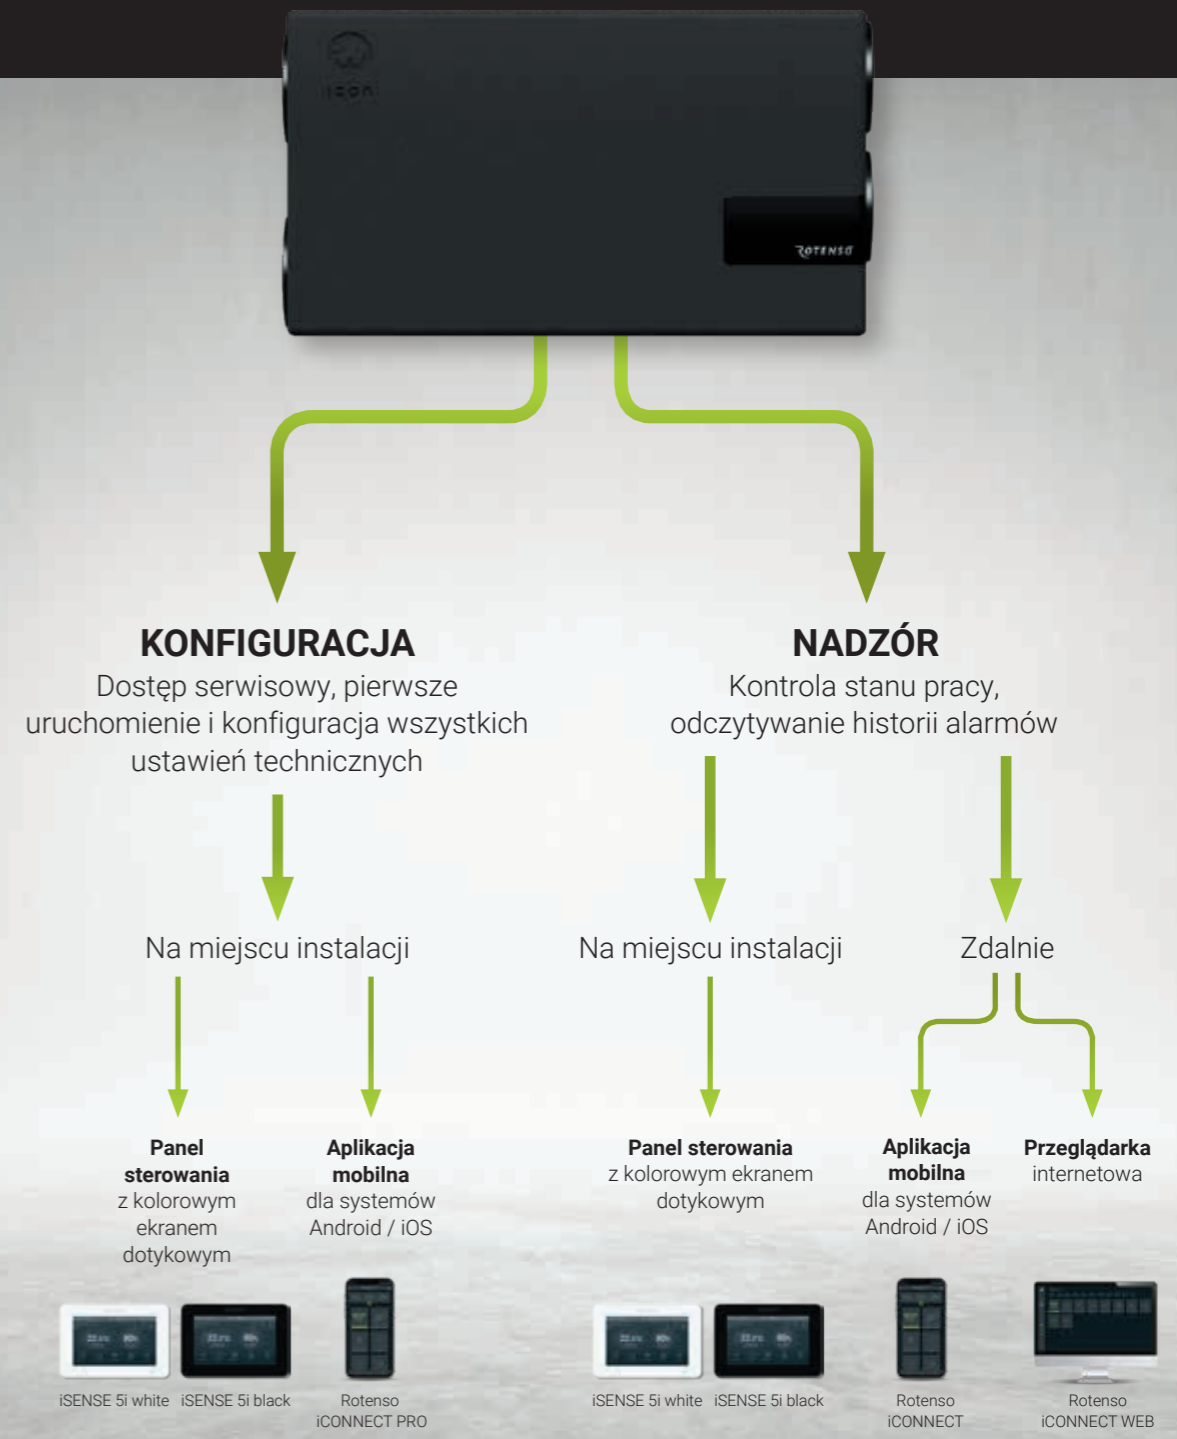 icon
ROTENSO
KONFIGURACJA
Dostęp serwisowy, pierwsze
uruchomienie i konfiguracja wszystkich
ustawień technicznych
NADZÓR
Kontrola stanu pracy,
odczytywanie historii alarmów
Na miejscu instalacji
Na miejscu instalacji
Zdalnie
Panel
sterowania
z kolorowym
ekranem
dotykowym
Aplikacja
mobilna
dla systemów
Android / iOS
Panel sterowania
z kolorowym ekranem
dotykowym
Aplikacja
mobilna
dla systemów
Android / iOS
Przeglądarka
internetowa
iSENSE 5i white
iSENSE 5i black
Rotenso
iCONNECT PRO
iSENSE 5i white
iSENSE 5i black
Rotenso
iCONNECT
Rotenso
iCONNECT WEB